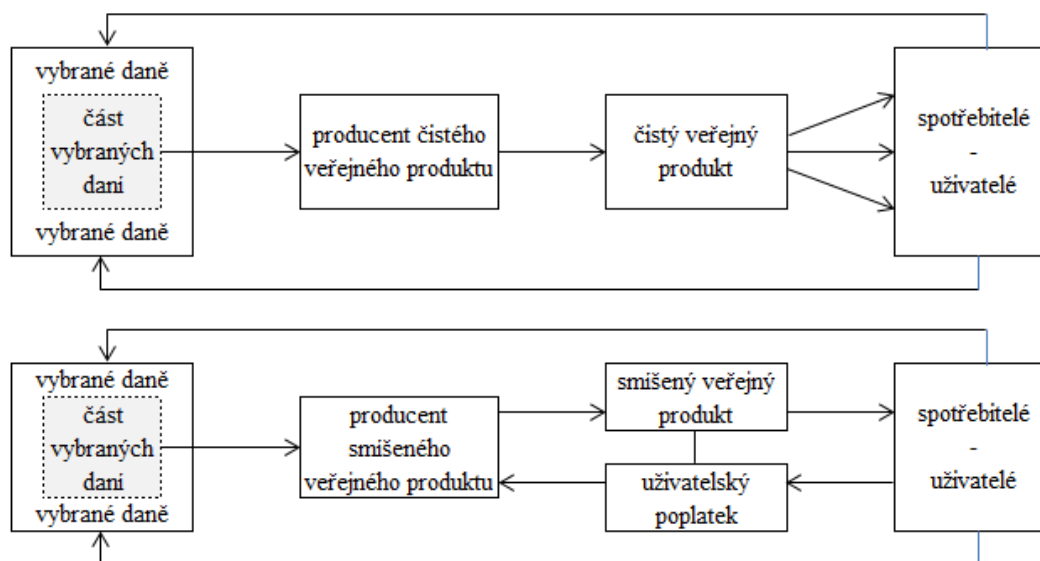 vybrané daně
část
vybraných
daní
vybrané daně
producent čistého
veřejného produktu
čistý veřejný
produkt
spotřebitelé
-
uživatelé
vybrané daně
část
vybraných
daní
vybrané daně
producent
smíšeného
veřejného produktu
smíšený veřejný
produkt
uživatelský
poplatek
spotřebitelé
-
uživatelé